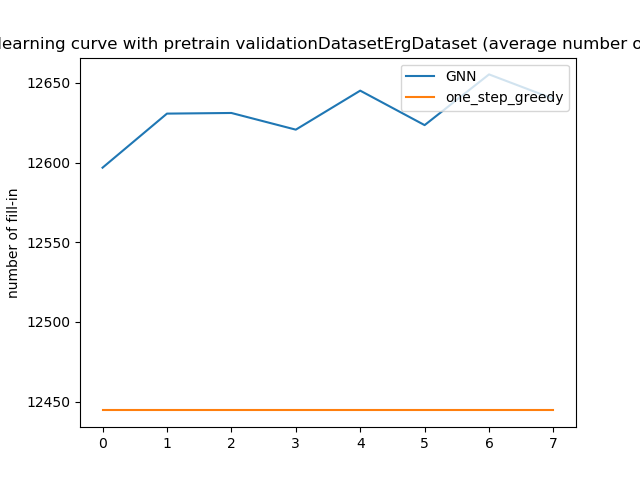 learning curve with pretrain validationDatasetErgDataset (average number o
GNN
one_step_greedy
number of fill-in
12650
12600
12550
12500
12450
0 1 2 3 4 5 6 7